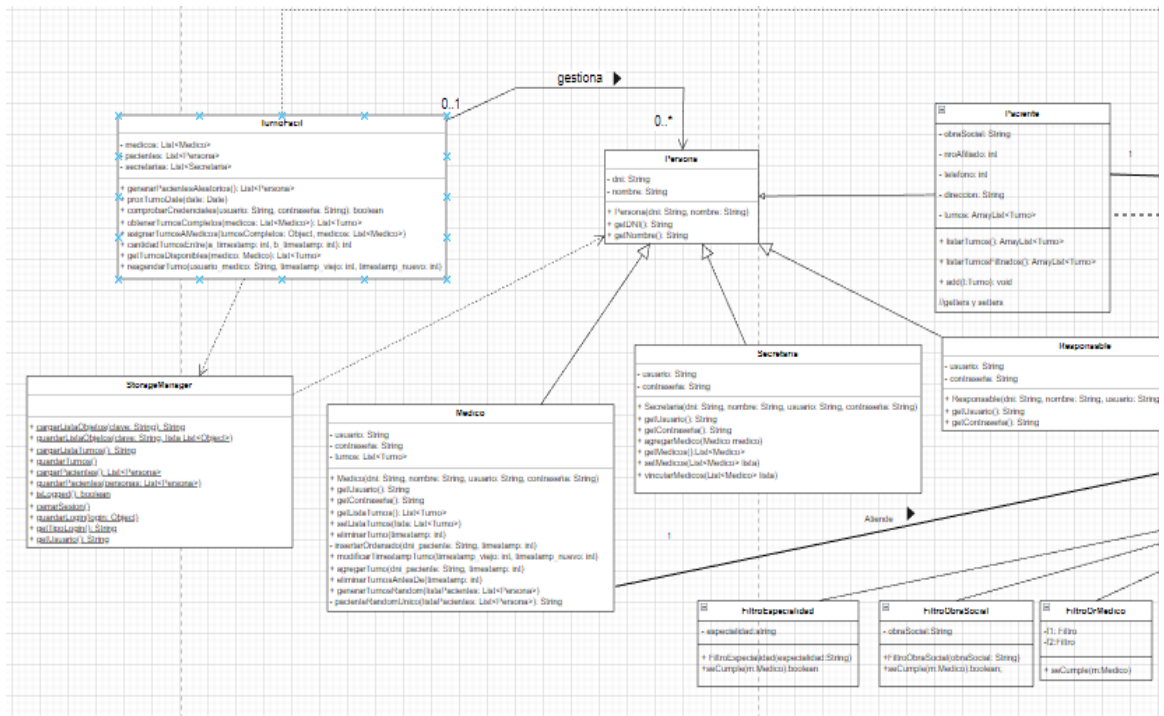 gestiona
0..1
0..*
TurnoFacil
- medicos: List<Medico>
- pacientes: List<Persona>
- secretarias: List<Secretaria>
+ generarPacientesAleatorios(): List<Persona>
+ proxTurnoDate(date: Date)
+ comprobarCredenciales(usuario: String, contraseña: String): boolean
+ obtenerTurnosCompletos(medicos: List<Medico>): List<Turno>
+ asignarTurnoAMedicos(turnosCompletos: Object, medicos: List<Medico>)
+ cantidadTurnosEntre(a_timestamp: int, b_timestamp: int): int
+ getTurnosDisponibles(medico: Medico): List<Turno>
+ reagendarTurno(usuario_medico: String, timestamp_viejo: int, timestamp_nuevo: int)
Persona
- dni: String
- nombre: String
+ Persona(dni: String, nombre: String)
+ getDNI(): String
+ getNombre(): String
Paciente
- obraSocial: String
- nroAfiliado: int
- telefono: int
- direccion: String
- turnos: ArrayList<Turno>
+ listarTurnos(): ArrayList<Turno>
+ listarTurnosFiltrados(): ArrayList<Turno>
+ add(t:Turno): void
//getters y setters
1
StorageManager
+ cargarListaObjetos(clave: String): String
+ guardarListaObjetos(clave: String, lista: List<Object>)
+ cargarListaTurnos(): String
+ guardarTurnos()
+ cargarPacientes(): List<Persona>
+ guardarPacientes(personas: List<Persona>)
+ isLogged(): boolean
+ cerrarSesion()
+ guardarLogin(login: Object)
+ getTipoLogin(): String
+ getUsuario(): String
Medico
- usuario: String
- contraseña: String
- turnos: List<Turno>
+ Medico(dni: String, nombre: String, usuario: String, contraseña: String)
+ getUsuario(): String
+ getContraseña(): String
+ getListaTurnos(): List<Turno>
+ setListaTurnos(lista: List<Turno>)
+ eliminarTurno(timestamp: int)
- insertarOrdenado(dni_paciente: String, timestamp: int)
+ modificarTimestampTurno(timestamp_viejo: int, timestamp_nuevo: int)
+ agregarTurno(dni_paciente: String, timestamp: int)
+ eliminarTurnosAntesDe(timestamp: int)
+ generarTurnosRandom(listaPacientes: List<Persona>)
- pacienteRandomUnico(listaPacientes: List<Persona>): String
Secretaria
- usuario: String
- contraseña: String
+ Secretaria(dni: String, nombre: String, usuario: String, contraseña: String)
+ getUsuario(): String
+ getContraseña(): String
+ agregarMedico(Medico medico)
+ getMedicos():List<Medico>
+ setMedicos(List<Medico> lista)
+ vincularMedicos(List<Medico> lista)
Responsable
- usuario: String
- contraseña: String
+ Responsable(dni: String, nombre: String, usuario: String
+ getUsuario(): String
+ getContraseña(): String
Atiende
1
FiltroEspecialidad
- especialidad:string
+ FiltroEspecialidad(especialidad:String)
+seCumple(m:Medico):boolean
FiltroObraSocial
- obraSocial:String
+FiltroObraSocial(obraSocial: String)
+seCumple(m:Medico):boolean;
FiltroOrMedico
-f1: Filtro
-f2:Filtro
+ seCumple(m:Medico)